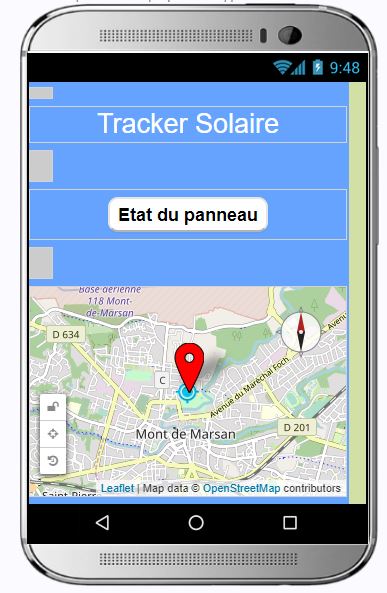 9:48
Tracker Solaire
Etat du panneau
Base aérienne
118 Mont-
de-Marsan
D 634
Avenue
C
Avenue du Maréchal Foch
Mont de Marsan
D 201
Saint-Pierre
Leaflet | Map data © OpenStreetMap contributors